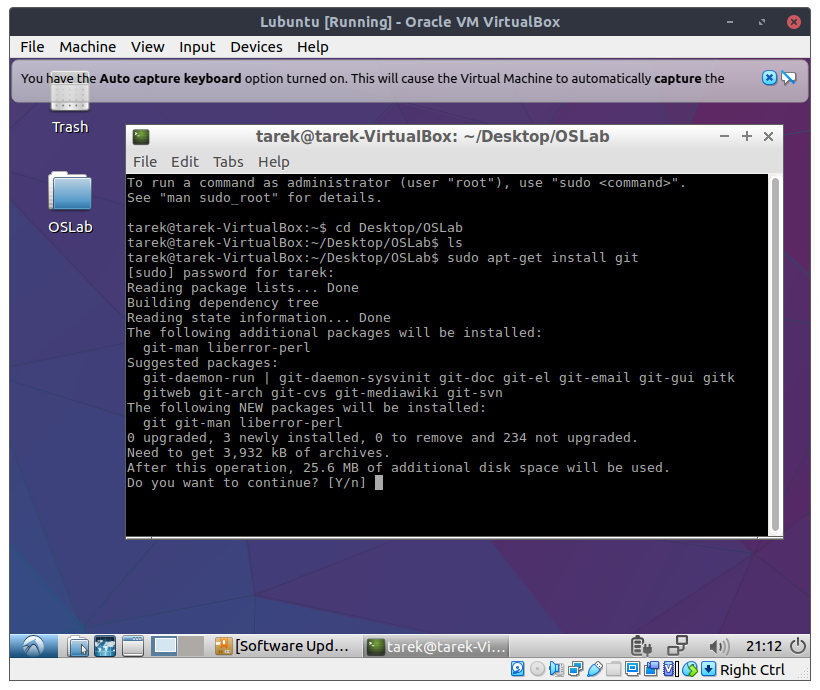 Lubuntu [Running] - Oracle VM VirtualBox
File Machine View Input Devices Help
You have the Auto capture keyboard option turned on. This will cause the Virtual Machine to automatically capture the
Trash
OSLab
tarek@tarek-VirtualBox: ~/Desktop/OSLab
File Edit Tabs Help
To run a command as administrator (user "root"), use "sudo <command>".
See "man sudo_root" for details.
tarek@tarek-VirtualBox:~$ cd Desktop/OSLab
tarek@tarek-VirtualBox:~/Desktop/OSLab$ ls
tarek@tarek-VirtualBox:~/Desktop/OSLab$ sudo apt-get install git
[sudo] password for tarek:
Reading package lists... Done
Building dependency tree
Reading state information... Done
The following additional packages will be installed:
  git-man liberror-perl
Suggested packages:
  git-daemon-run | git-daemon-sysvinit git-doc git-el git-email git-gui gitk
  gitweb git-arch git-cvs git-mediawiki git-svn
The following NEW packages will be installed:
  git git-man liberror-perl
0 upgraded, 3 newly installed, 0 to remove and 234 not upgraded.
Need to get 3,932 kB of archives.
After this operation, 25.6 MB of additional disk space will be used.
Do you want to continue? [Y/n]
[Software Upd... tarek@tarek-Vi... 21:12
Right Ctrl